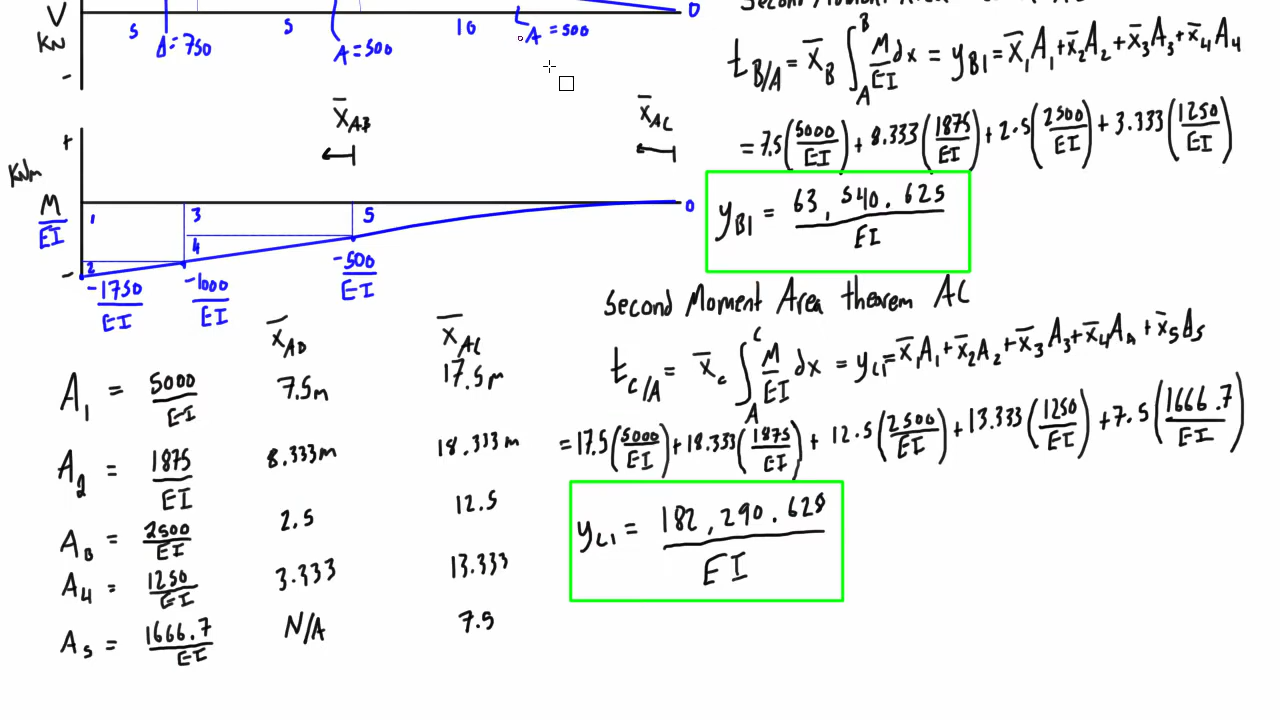 V
KN
-
5
A=750
5
A=500
10
A=500
0
x̄AB
x̄AC
+
KNm
M/EI
-
1
2
3
4
5
0
-1750/EI
-1000/EI
-500/EI
x̄AB
x̄AC
A1 = 5000/EI 7.5m 17.5m
A2 = 1875/EI 8.333m 18.333m
A3 = 2500/EI 2.5 12.5
A4 = 1250/EI 3.333 13.333
A5 = 1666.7/EI N/A 7.5
tB/A = x̄B ∫AB M/EI dx = yB1 = x̄1A1+x̄2A2+x̄3A3+x̄4A4
= 7.5(5000/EI) + 8.333(1875/EI) + 2.5(2500/EI) + 3.333(1250/EI)
yB1 = 63,540.625/EI
Second Moment Area theorem AC
tC/A = x̄C ∫AC M/EI dx = yC1 = x̄1A1+x̄2A2+x̄3A3+x̄4A4+x̄5A5
= 17.5(5000/EI) + 18.333(1875/EI) + 12.5(2500/EI) + 13.333(1250/EI) + 7.5(1666.7/EI)
yC1 = 182,290.625/EI